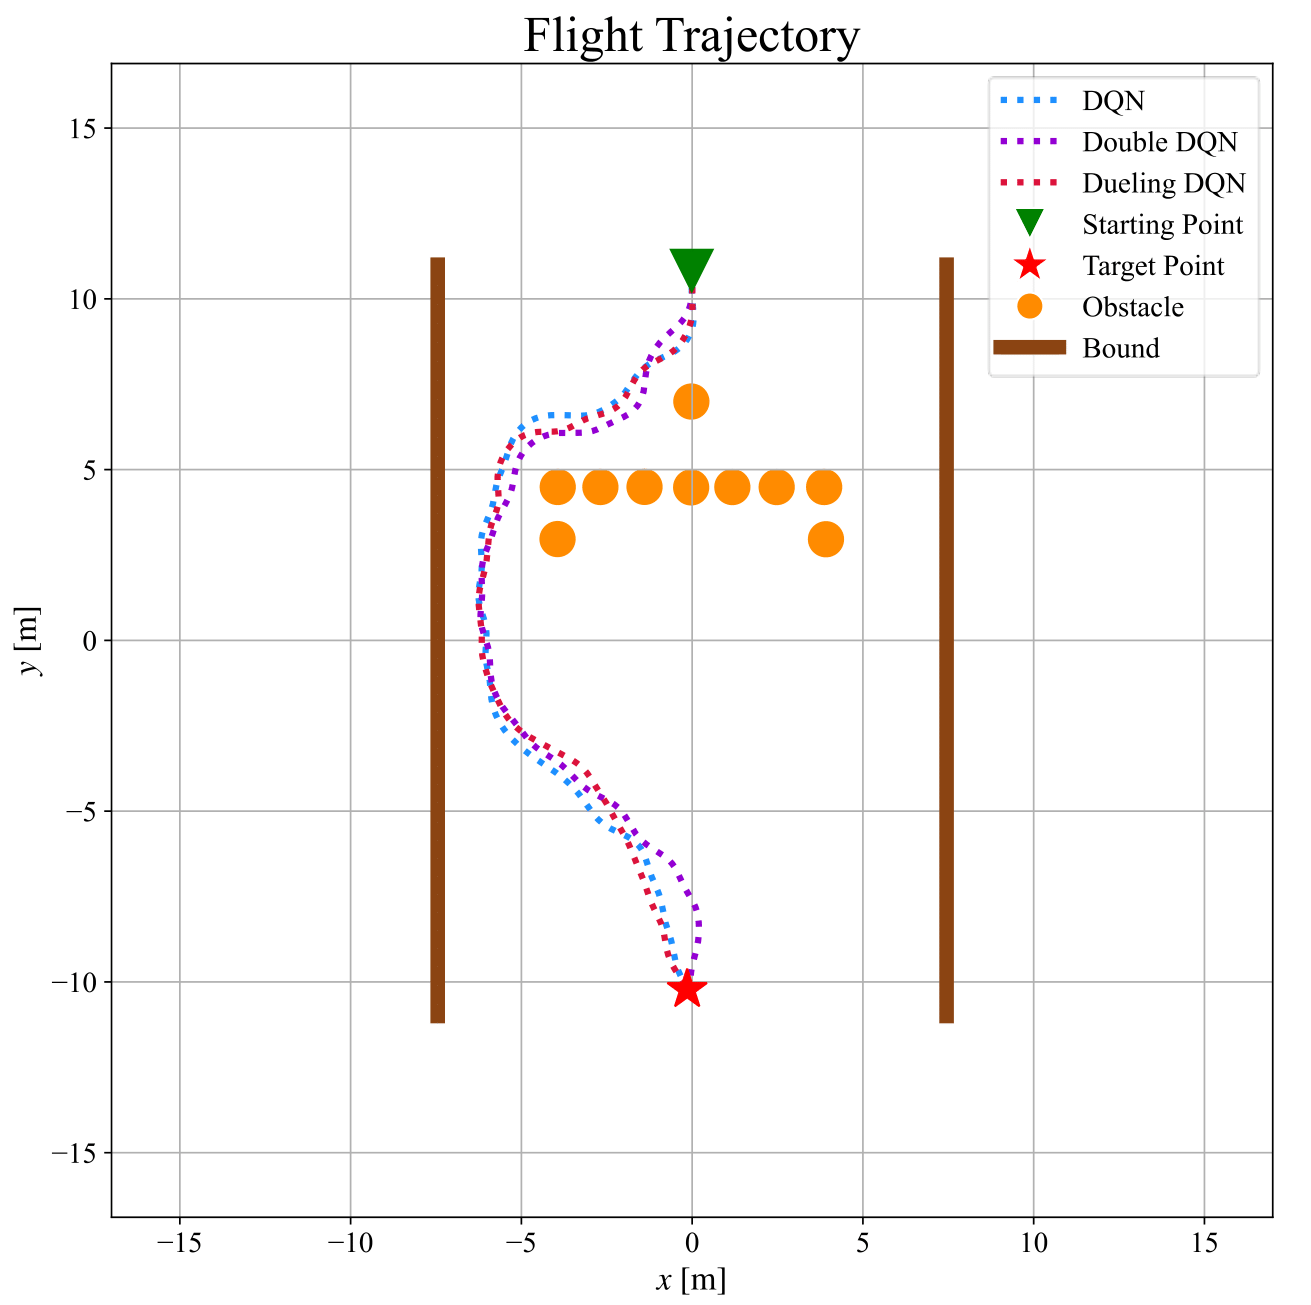 Flight Trajectory
DQN
Double DQN
Dueling DQN
Starting Point
Target Point
Obstacle
Bound
15
10
5
0
−5
−10
−15
y [m]
−15 −10 −5 0 5 10 15
x [m]